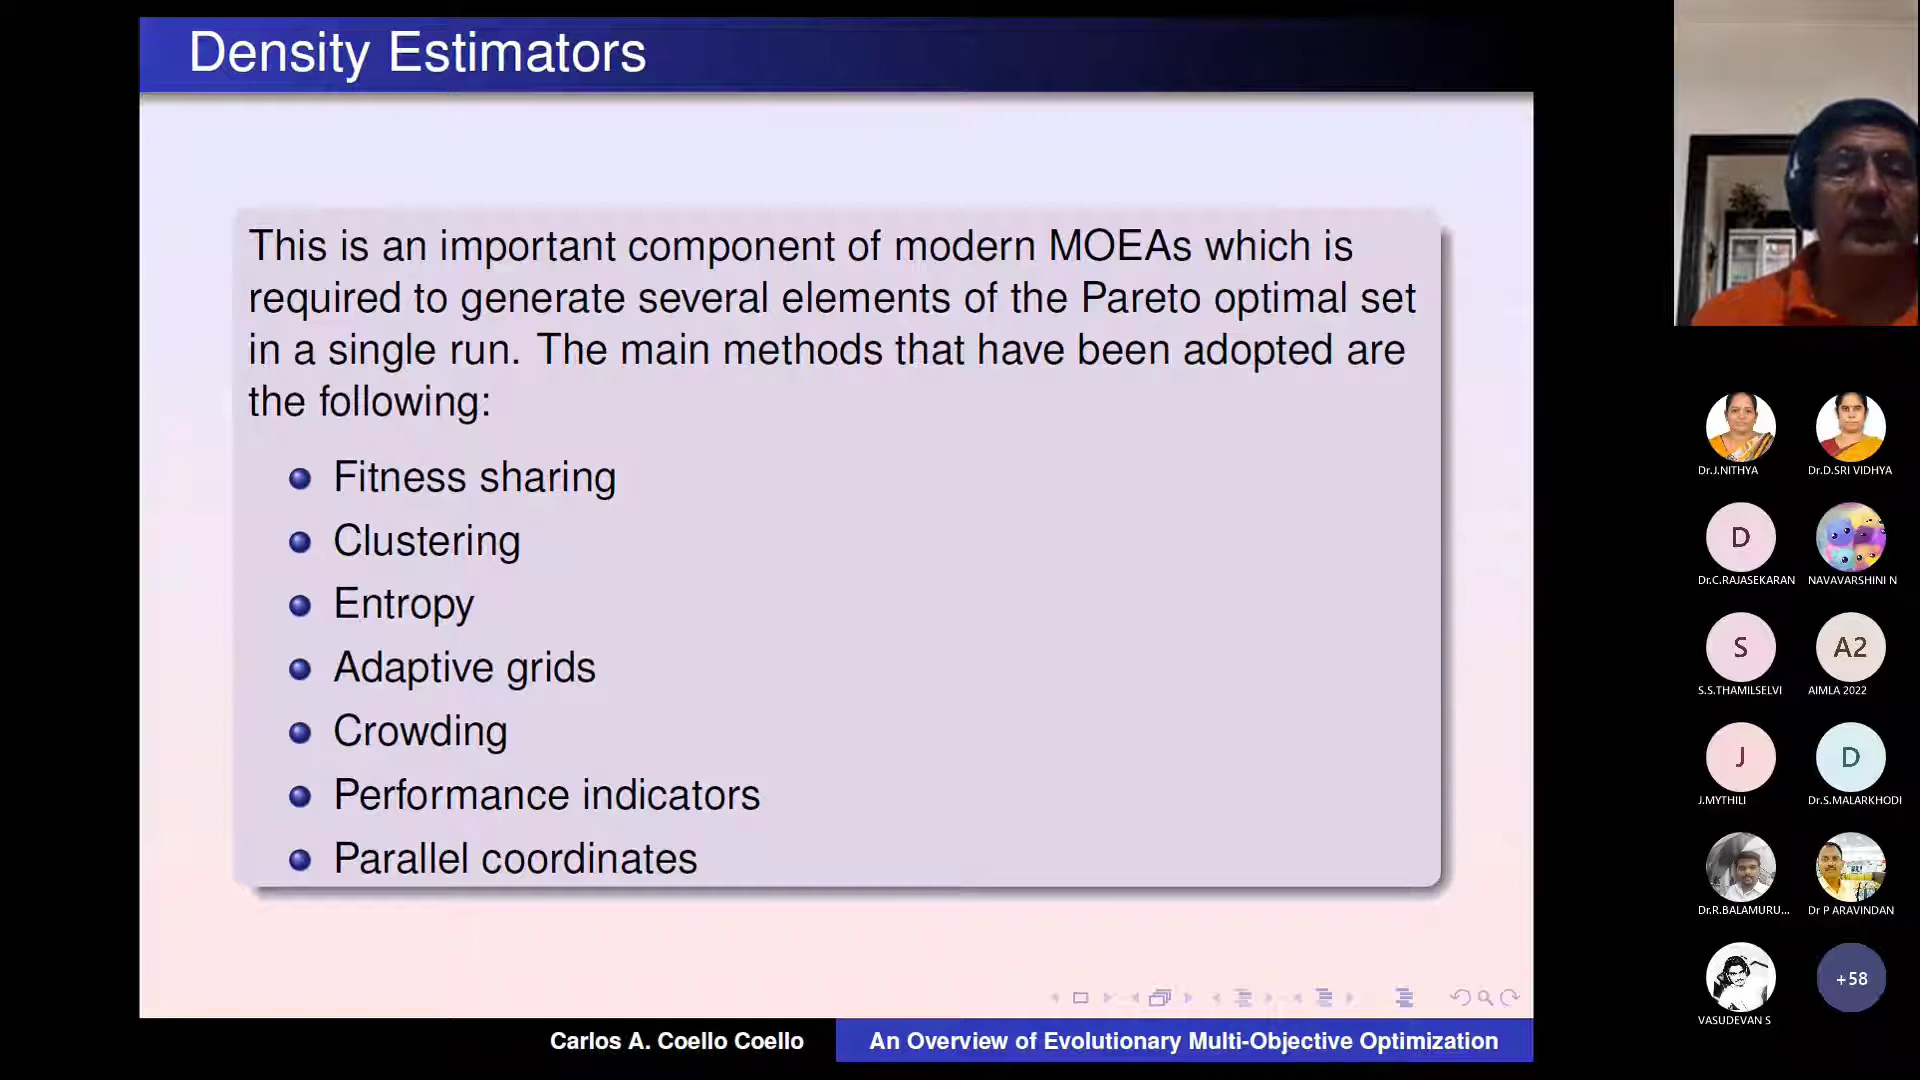 Density Estimators
This is an important component of modern MOEAs which is
required to generate several elements of the Pareto optimal set
in a single run. The main methods that have been adopted are
the following:
Fitness sharing
Clustering
Entropy
Adaptive grids
Crowding
Performance indicators
Parallel coordinates
Carlos A. Coello Coello
An Overview of Evolutionary Multi-Objective Optimization
Dr.J.NITHYA
Dr.D.SRI VIDHYA
D
Dr.C.RAJASEKARAN
NAVAVARSHINI N
S
A2
S.S.THAMILSELVI
AIMLA 2022
J
D
J.MYTHILI
Dr.S.MALARKHODI
Dr.R.BALAMURU...
Dr P ARAVINDAN
+58
VASUDEVAN S